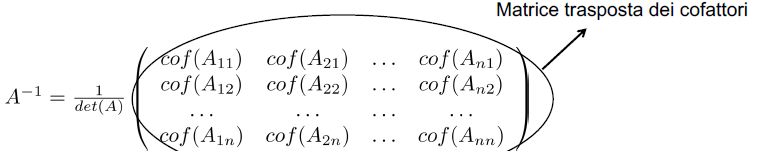 Matrice trasposta dei cofattori
cof(A₁₁) cof(A₂₁) … cof(Aₙ₁)
cof(A₁₂) cof(A₂₂) … cof(Aₙ₂)
A⁻¹ = 1/det(A)
… … … …
cof(A₁ₙ) cof(A₂ₙ) … cof(Aₙₙ)